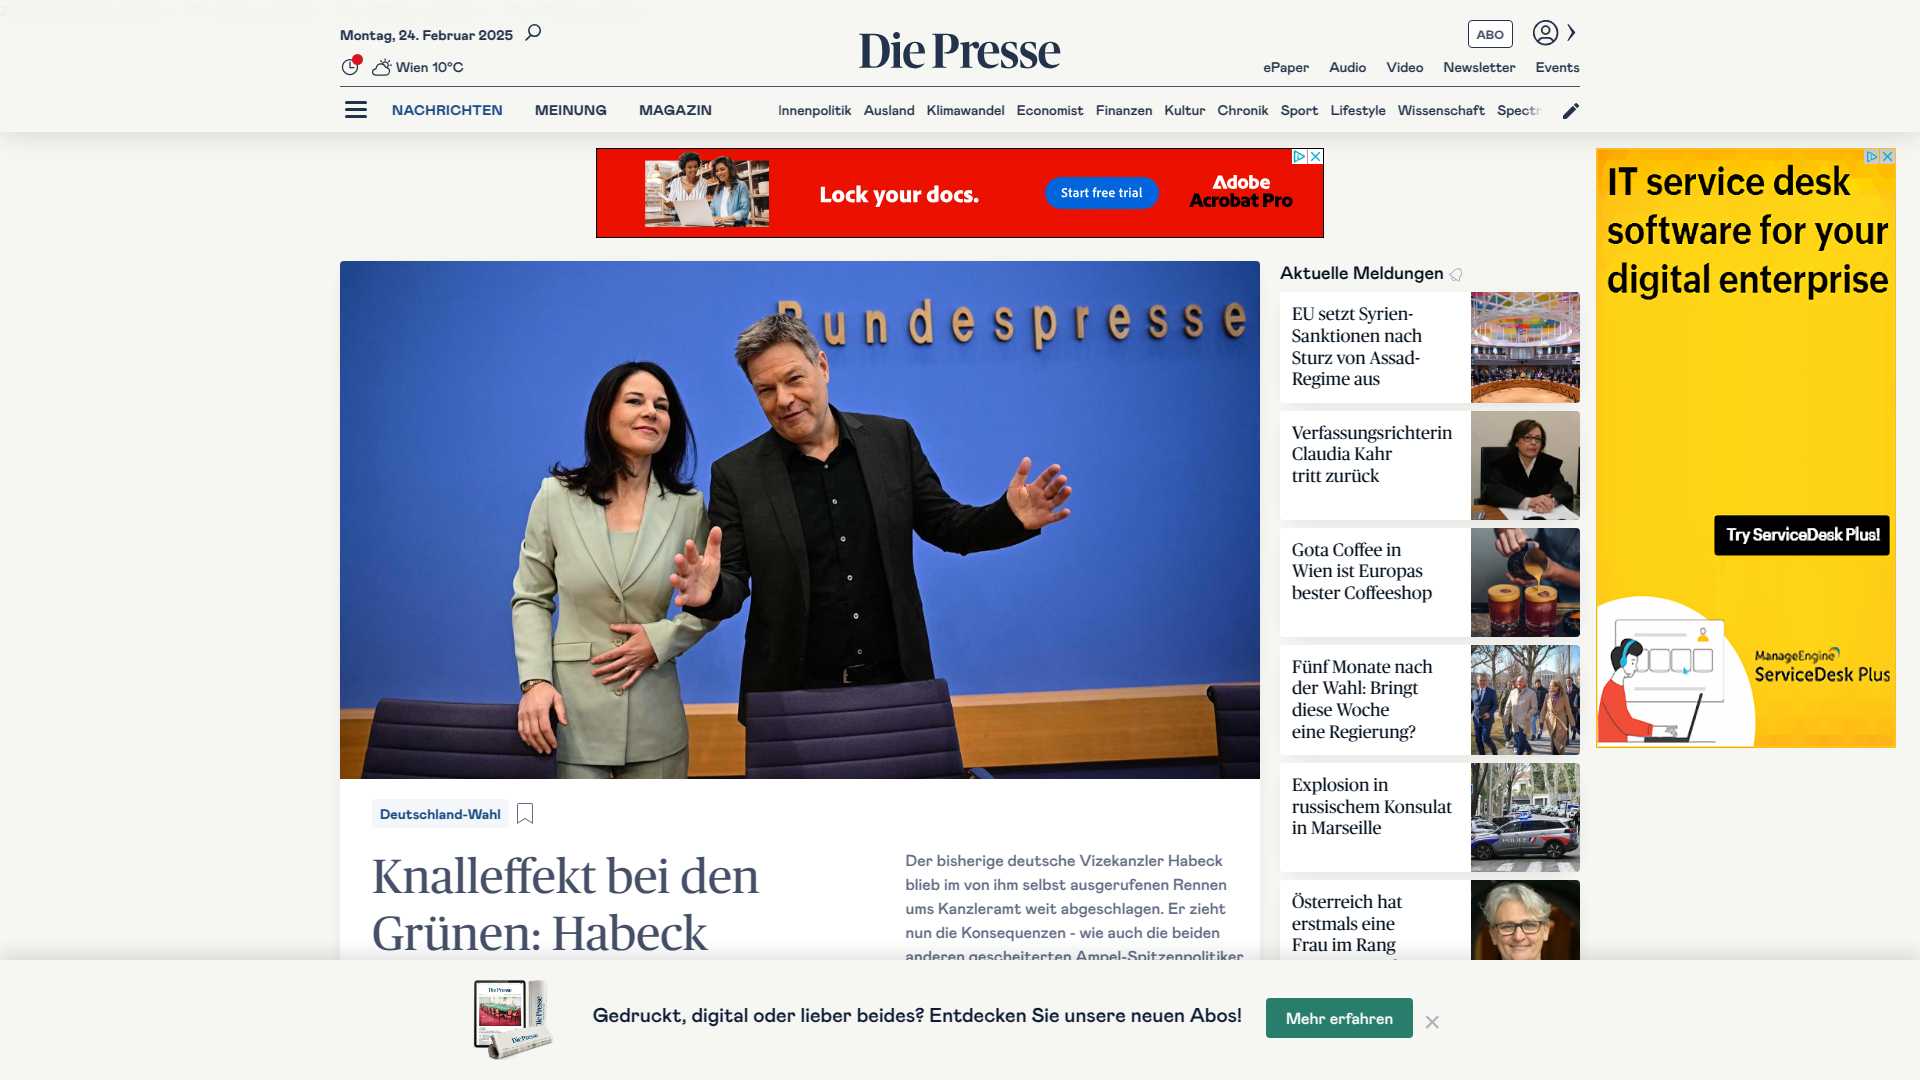 Montag, 24. Februar 2025
Die Presse
ABO
Wien 10°C
ePaper Audio Video Newsletter Events
NACHRICHTEN MEINUNG MAGAZIN
Innenpolitik Ausland Klimawandel Economist Finanzen Kultur Chronik Sport Lifestyle Wissenschaft Spectr
Lock your docs.
Start free trial
Adobe
Acrobat Pro
IT service desk
software for your
digital enterprise
Try ServiceDesk Plus!
ManageEngine
ServiceDesk Plus
Bundespresse
Aktuelle Meldungen
EU setzt Syrien-
Sanktionen nach
Sturz von Assad-
Regime aus
Verfassungsrichterin
Claudia Kahr
tritt zurück
Gota Coffee in
Wien ist Europas
bester Coffeeshop
Fünf Monate nach
der Wahl: Bringt
diese Woche
eine Regierung?
Explosion in
russischem Konsulat
in Marseille
Österreich hat
erstmals eine
Frau im Rang
Deutschland-Wahl
Knalleffekt bei den
Grünen: Habeck
Der bisherige deutsche Vizekanzler Habeck
blieb im von ihm selbst ausgerufenen Rennen
ums Kanzleramt weit abgeschlagen. Er zieht
nun die Konsequenzen - wie auch die beiden
anderen gescheiterten Ampel-Spitzenpolitiker
Die Presse
Die Presse
Die Presse
Gedruckt, digital oder lieber beides? Entdecken Sie unsere neuen Abos!
Mehr erfahren